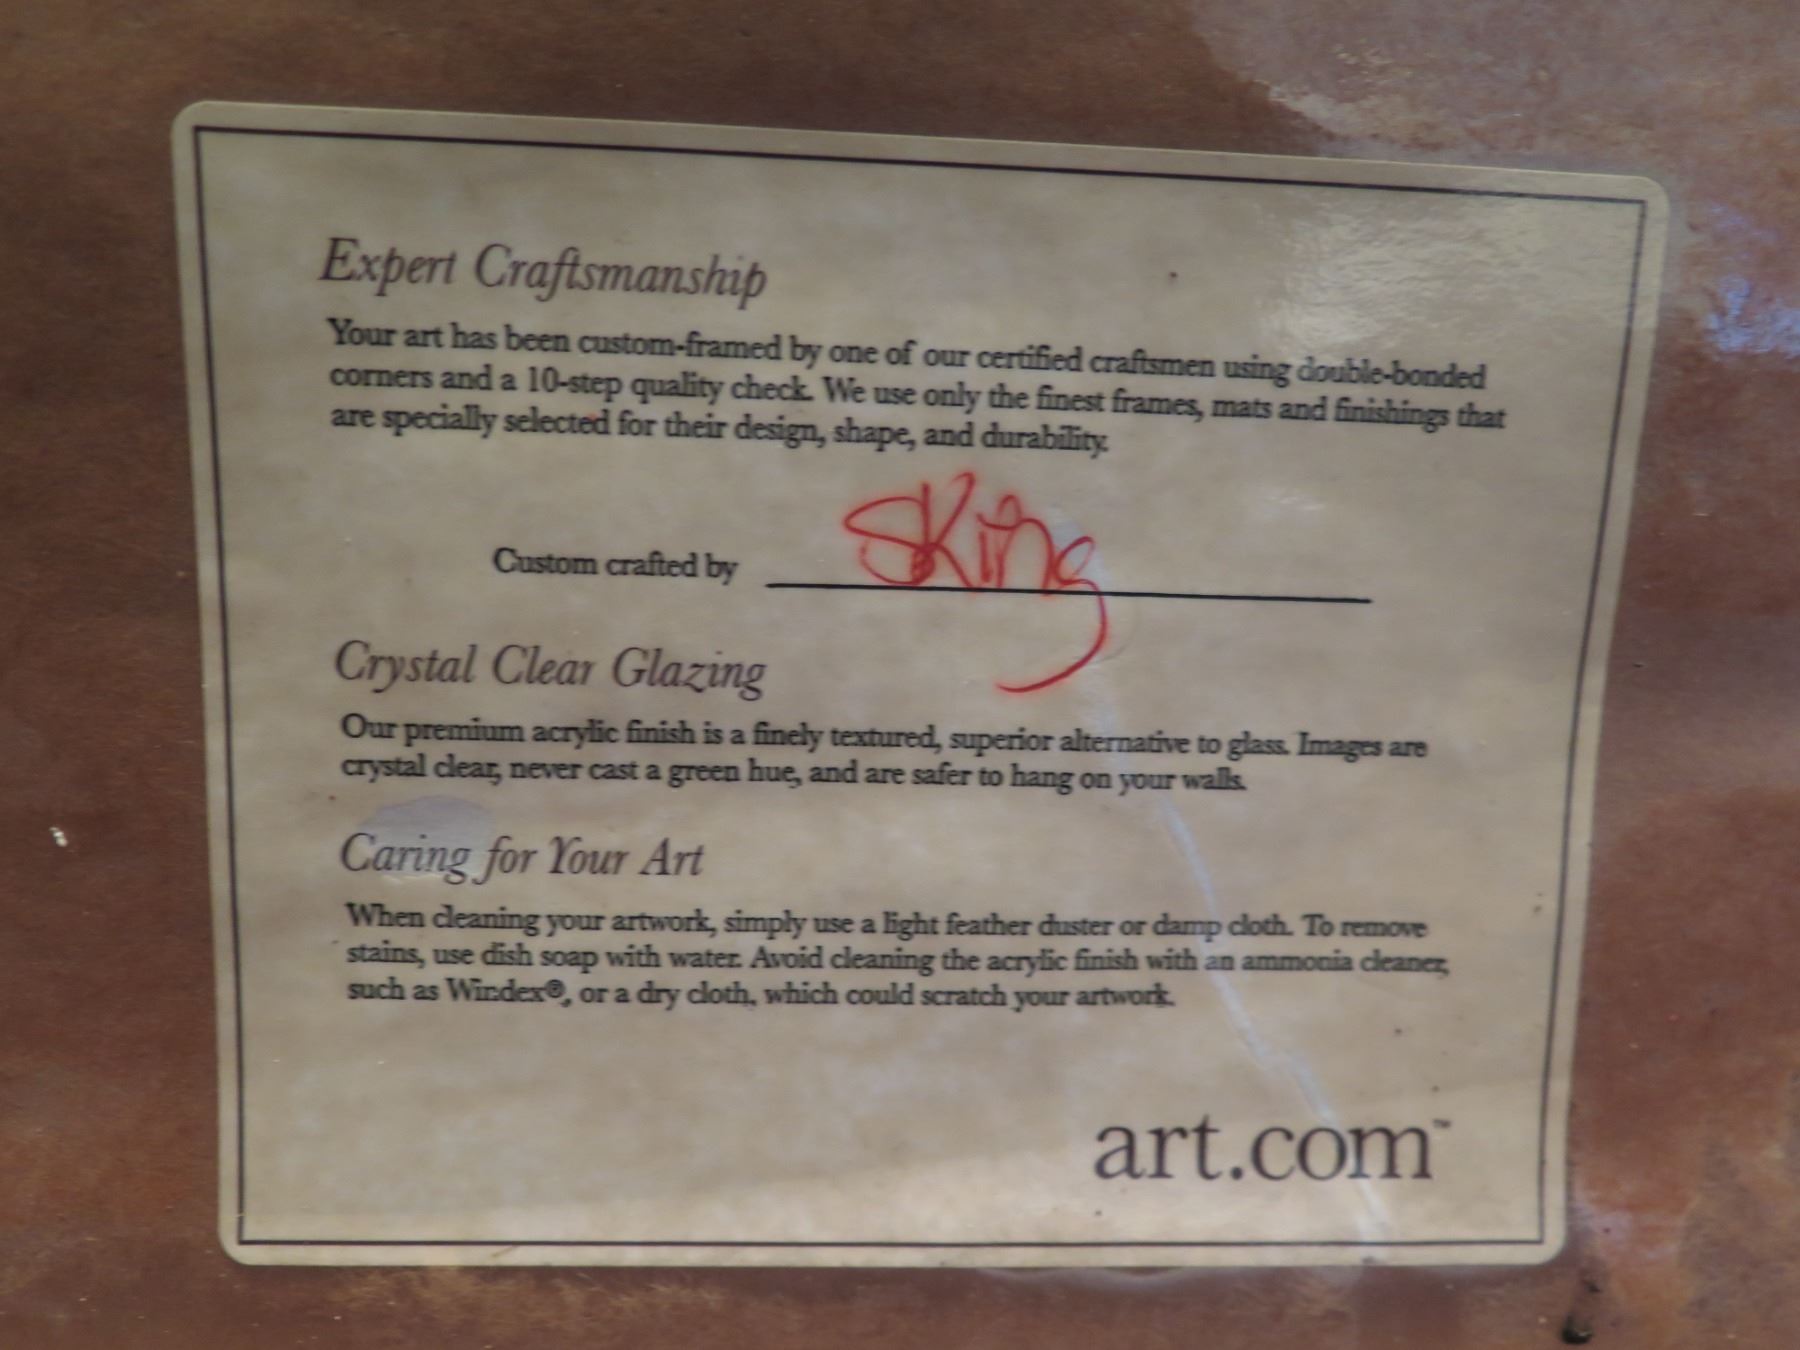 Expert Craftsmanship
Your art has been custom-framed by one of our certified craftsmen using double-bonded
corners and a 10-step quality check. We use only the finest frames, mats and finishings that
are specially selected for their design, shape, and durability.
Custom crafted by SKing
Crystal Clear Glazing
Our premium acrylic finish is a finely textured, superior alternative to glass. Images are
crystal clear, never cast a green hue, and are safer to hang on your walls.
Caring for Your Art
When cleaning your artwork, simply use a light feather duster or damp cloth. To remove
stains, use dish soap with water. Avoid cleaning the acrylic finish with an ammonia cleaner,
such as Windex®, or a dry cloth, which could scratch your artwork.
art.com™